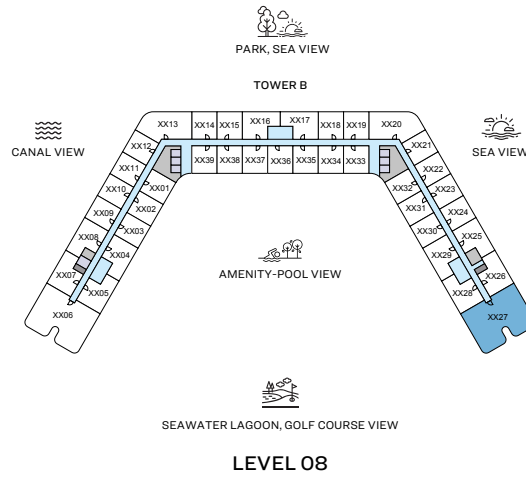 PARK, SEA VIEW
TOWER B
XX13
XX14
XX15
XX16
XX17
XX18
XX19
XX20
CANAL VIEW
SEA VIEW
XX12
XX39
XX38
XX37
XX36
XX35
XX34
XX33
XX21
XX11
XX01
XX32
XX22
XX10
XX02
XX31
XX23
XX09
XX03
XX30
XX24
XX08
XX04
XX29
XX25
AMENITY-POOL VIEW
XX07
XX05
XX28
XX26
XX06
XX27
SEAWATER LAGOON, GOLF COURSE VIEW
LEVEL 08